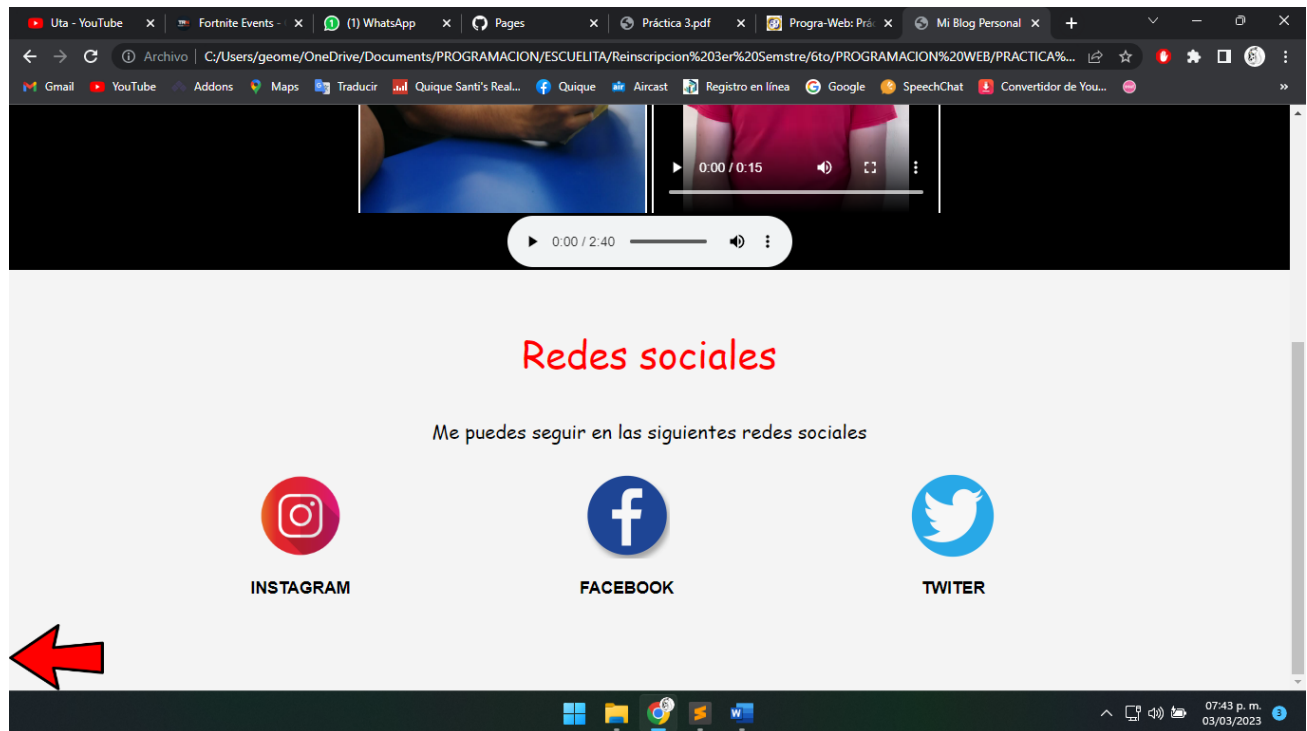 Uta - YouTube
Fortnite Events -
(1) WhatsApp
Pages
Práctica 3.pdf
Progra-Web: Prá
Mi Blog Personal
Archivo
C:/Users/geome/OneDrive/Documents/PROGRAMACION/ESCUELITA/Reinscripcion%203er%20Semstre/6to/PROGRAMACION%20WEB/PRACTICA%...
Gmail
YouTube
Addons
Maps
Traducir
Quique Santi's Real...
Quique
Aircast
Registro en línea
Google
SpeechChat
Convertidor de You...
»
0:00 / 0:15
0:00 / 2:40
Redes sociales
Me puedes seguir en las siguientes redes sociales
INSTAGRAM
FACEBOOK
TWITER
07:43 p. m.
03/03/2023
3